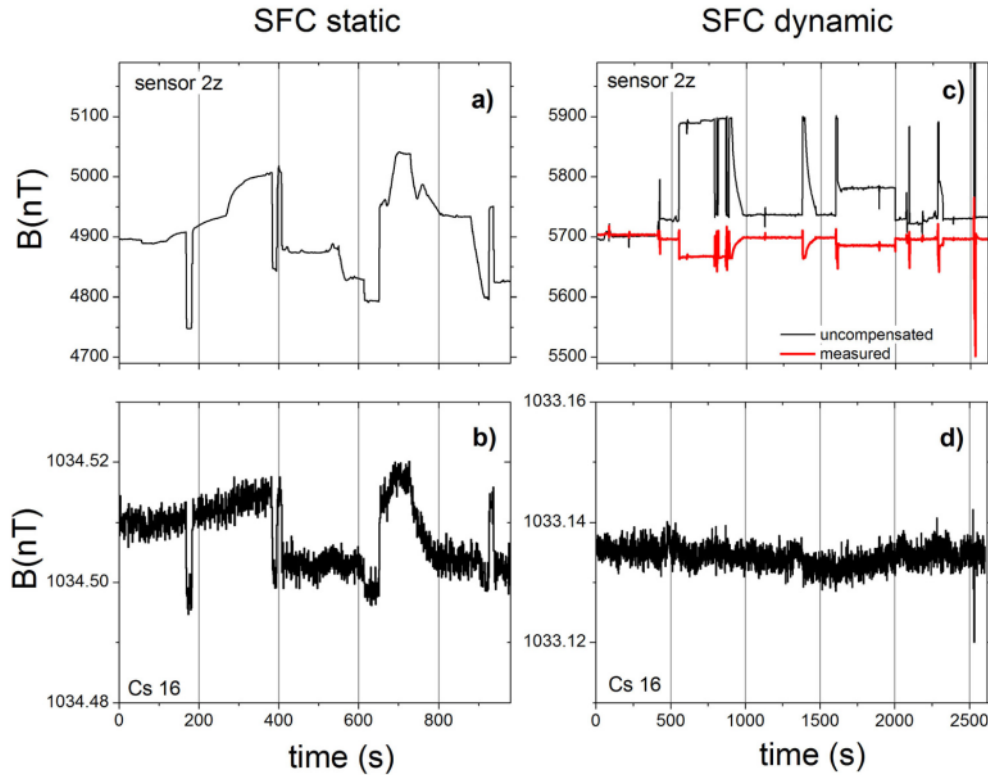 SFC static
SFC dynamic
sensor 2z
a)
5100
5000
4900
4800
4700
B(nT)
sensor 2z
c)
5900
5800
5700
5600
5500
uncompensated
measured
b)
1034.52
1034.50
1034.48
B(nT)
Cs 16
0 200 400 600 800
time (s)
d)
1033.16
1033.14
1033.12
Cs 16
0 500 1000 1500 2000 2500
time (s)